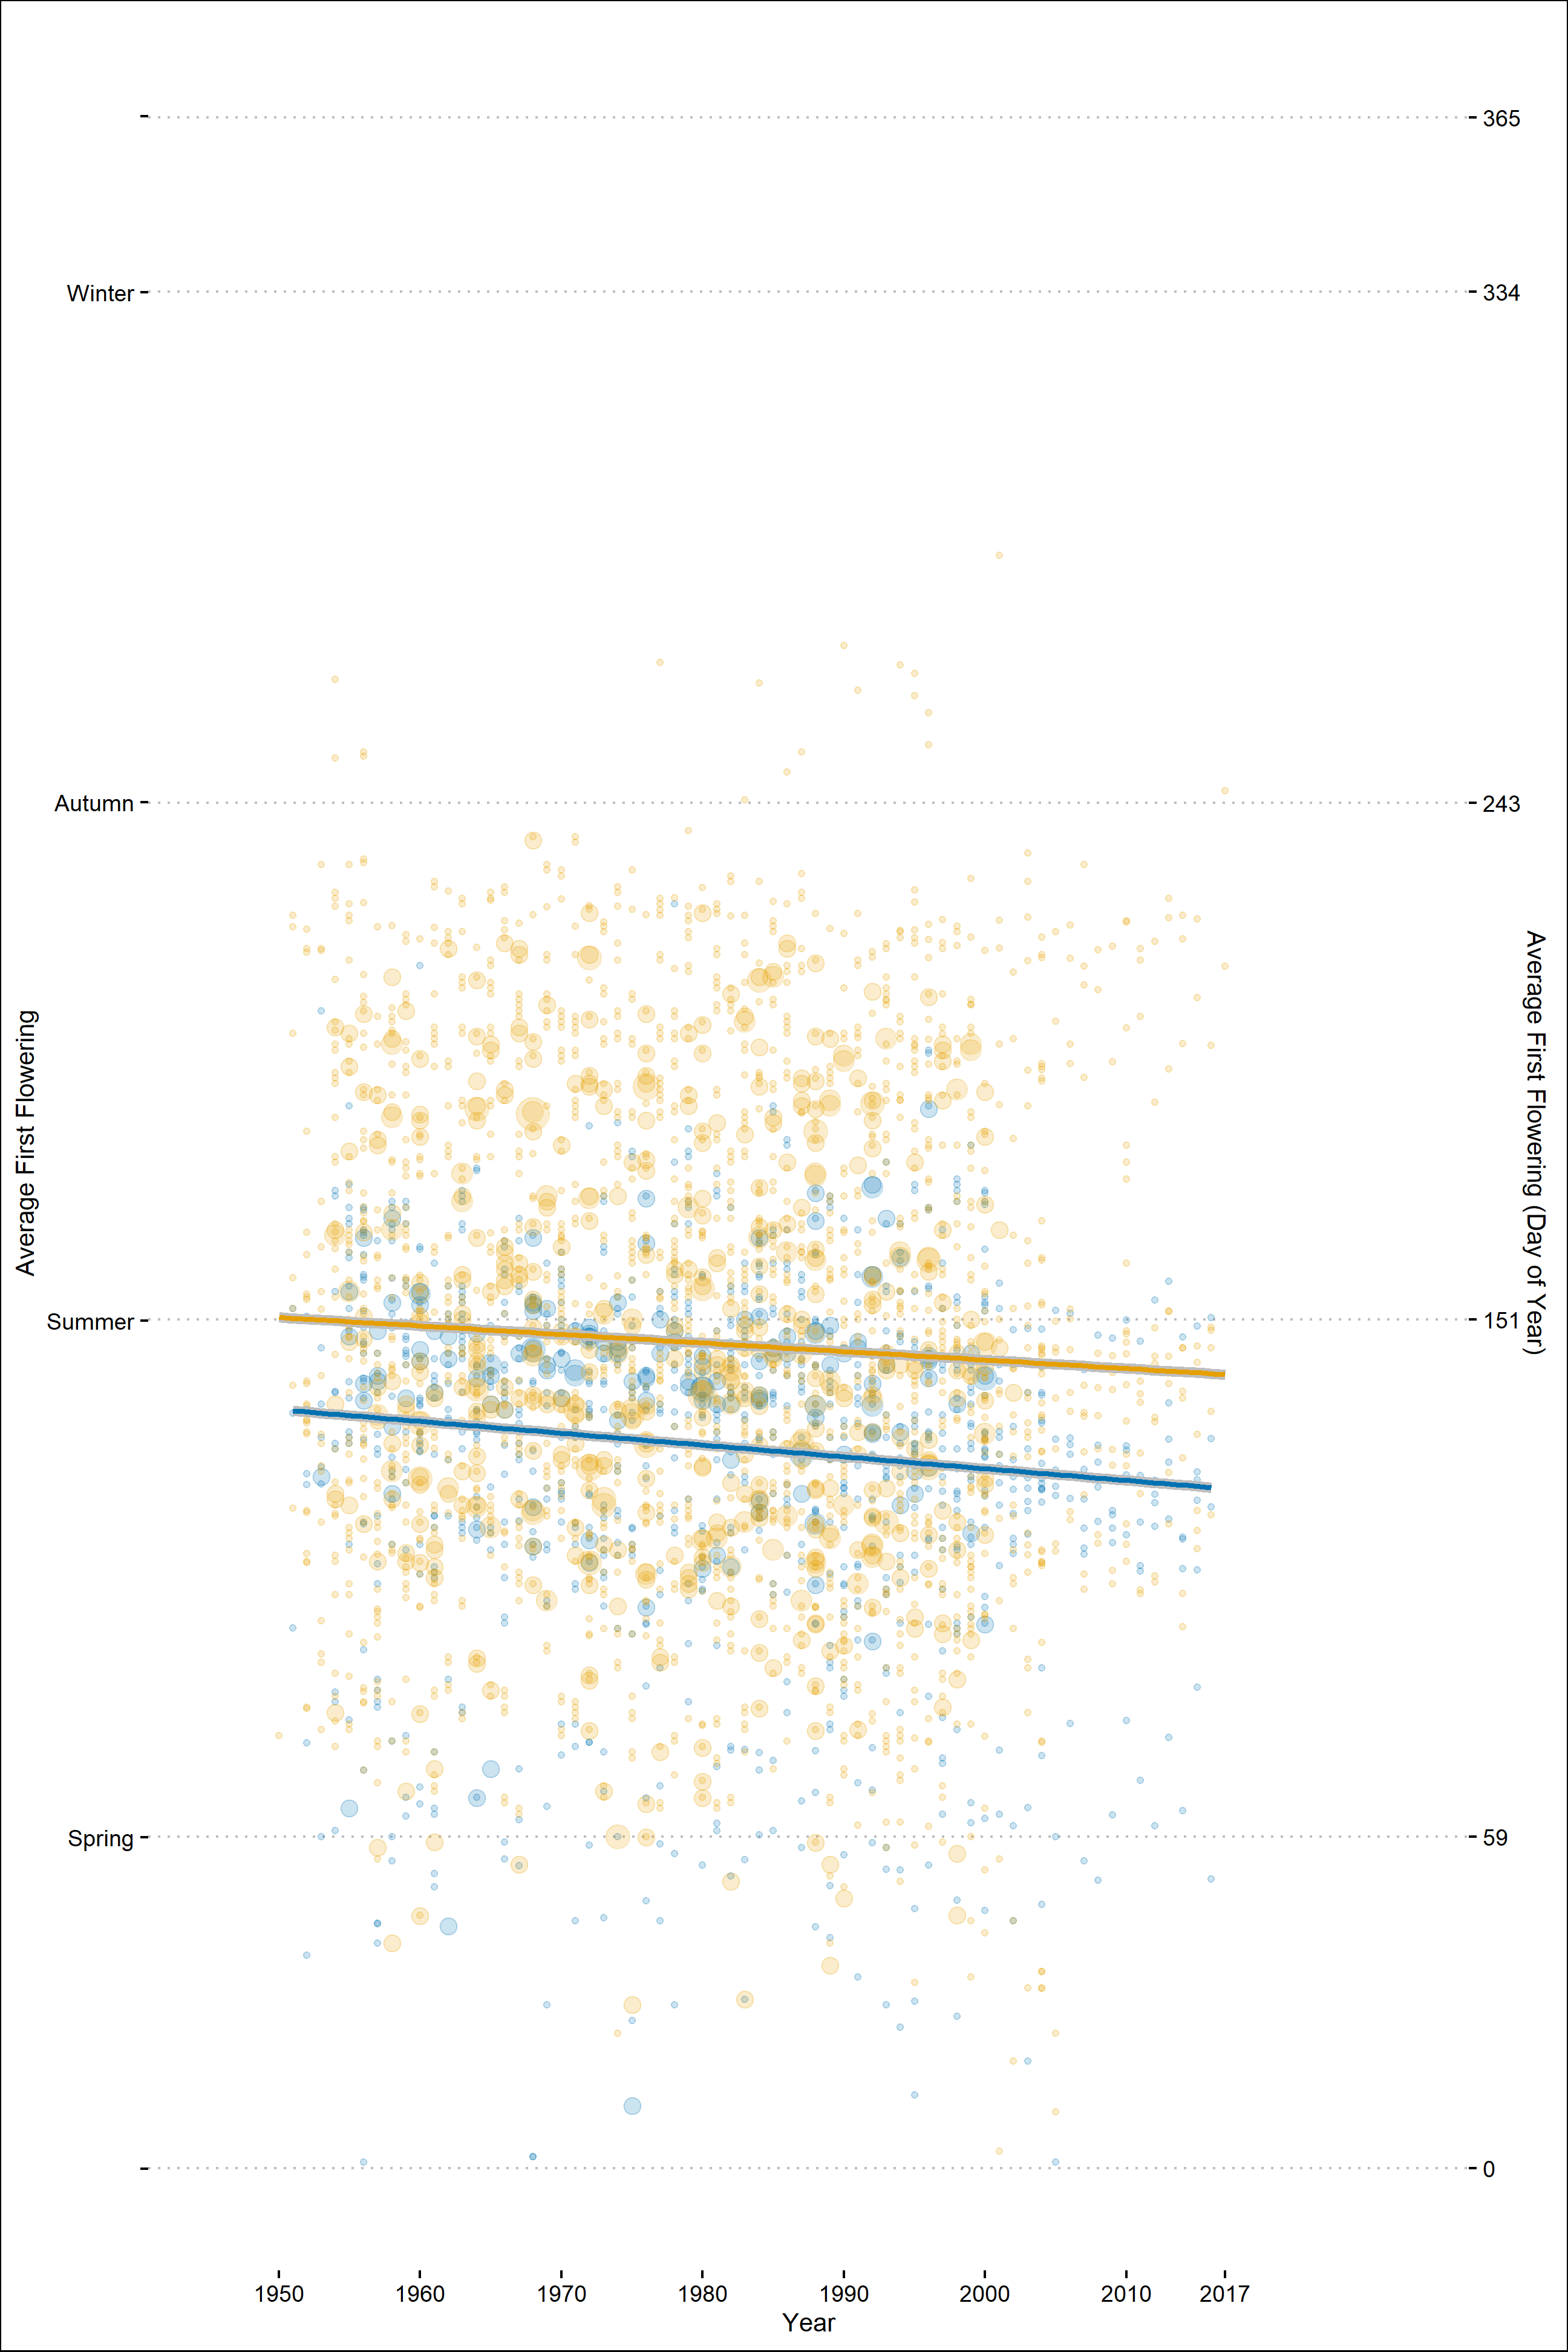 365
Winter
334
Autumn
243
Average First Flowering
Average First Flowering (Day of Year)
Summer
151
Spring
59
0
1950 1960 1970 1980 1990 2000 2010 2017
Year